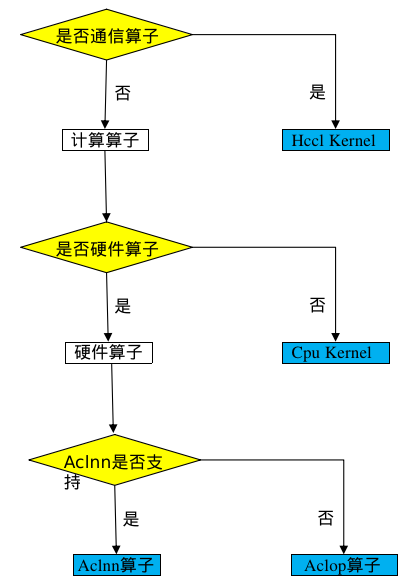 是否通信算子
否
是
计算算子
Hccl Kernel
是否硬件算子
是
否
硬件算子
Cpu Kernel
Aclnn是否支
持
是
否
Aclnn算子
Aclop算子